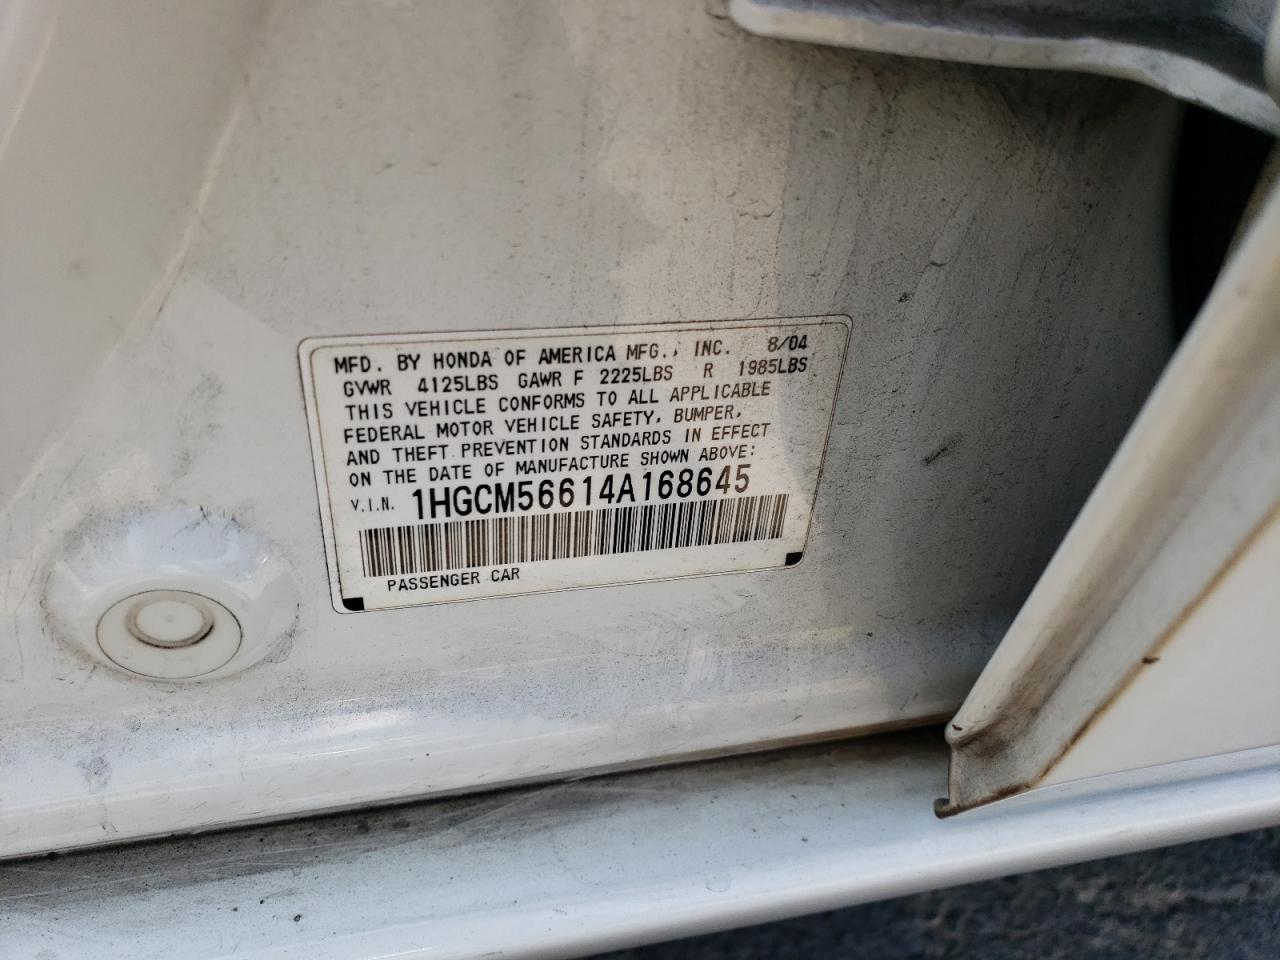 MFD. BY HONDA OF AMERICA MFG., INC. 8/04
GVWR 4125LBS GAWR F 2225LBS R 1985LBS
THIS VEHICLE CONFORMS TO ALL APPLICABLE
FEDERAL MOTOR VEHICLE SAFETY, BUMPER,
AND THEFT PREVENTION STANDARDS IN EFFECT
ON THE DATE OF MANUFACTURE SHOWN ABOVE:
V.I.N. 1HGCM56614A168645
PASSENGER CAR